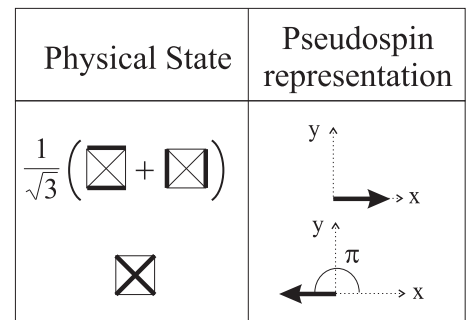 Physical State
Pseudospin
representation
1
√3
( + )
y
x
y
π
x